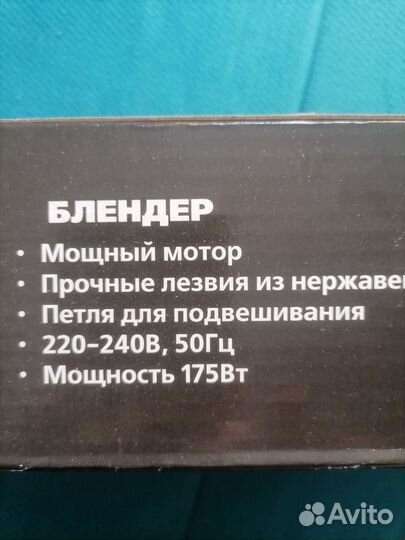 БЛЕНДЕР
• Мощный мотор
• Прочные лезвия из
• Петля для подвешивания
• 220–240В, 50Гц
• Мощность 175Вт
Avito